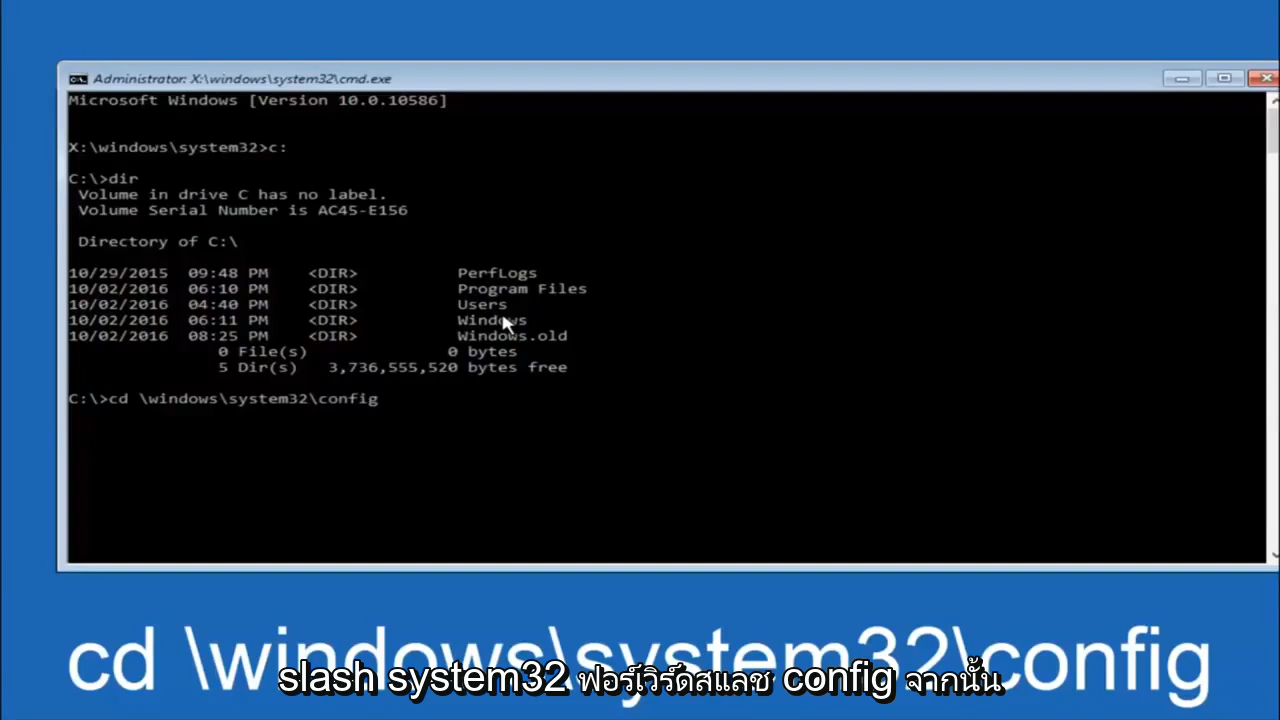 Administrator: X:\windows\system32\cmd.exe
Microsoft Windows [Version 10.0.10586]
X:\windows\system32>c:
C:\>dir
Volume in drive C has no label.
Volume Serial Number is AC45-E156
Directory of C:\
10/29/2015 09:48 PM <DIR> PerfLogs
10/02/2016 06:10 PM <DIR> Program Files
10/02/2016 04:40 PM <DIR> Users
10/02/2016 06:11 PM <DIR> Windows
10/02/2016 08:25 PM <DIR> Windows.old
0 File(s) 0 bytes
5 Dir(s) 3,736,555,520 bytes free
C:\>cd \windows\system32\config
cd \windows\system32\config
slash system32 ฟอร์เวิร์ดสแลช config จากนั้น